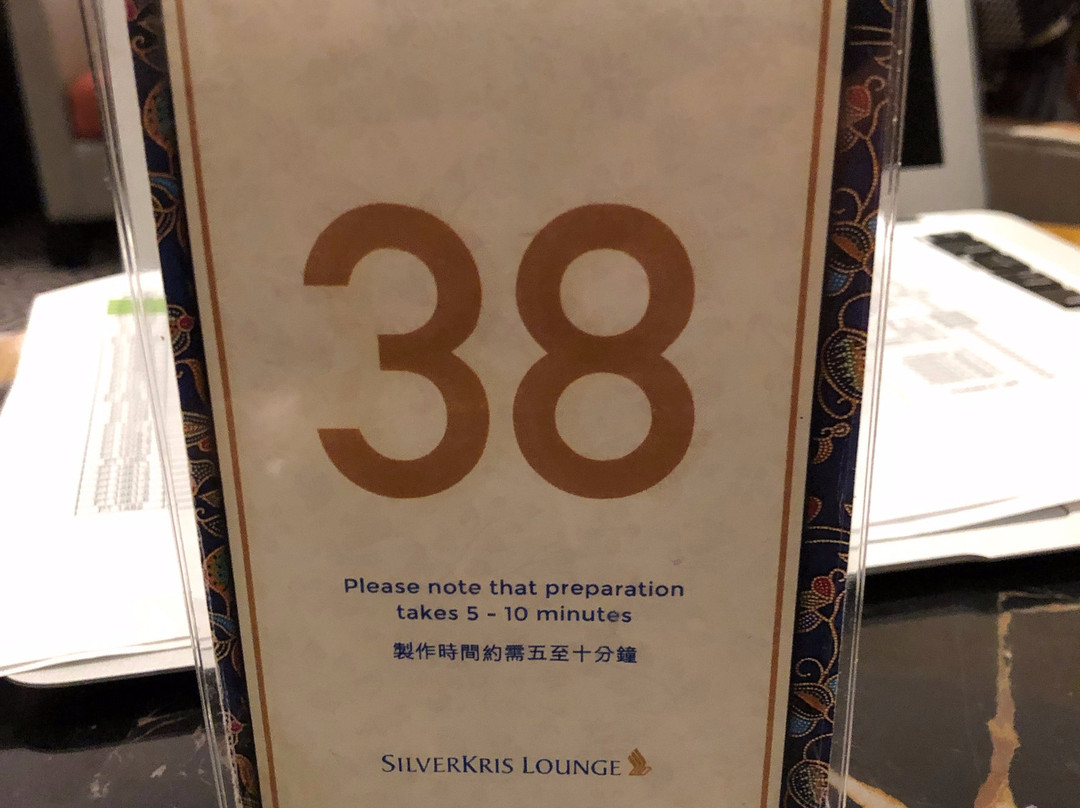 38
Please note that preparation
takes 5 - 10 minutes
製作時間約需五至十分鐘
SILVERKRIS LOUNGE